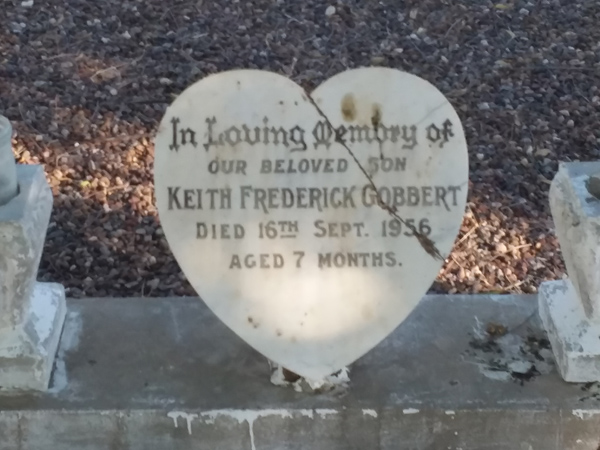 In Loving Memory of
OUR BELOVED SON
KEITH FREDERICK GOBBERT
DIED 16TH SEPT. 1956
AGED 7 MONTHS.